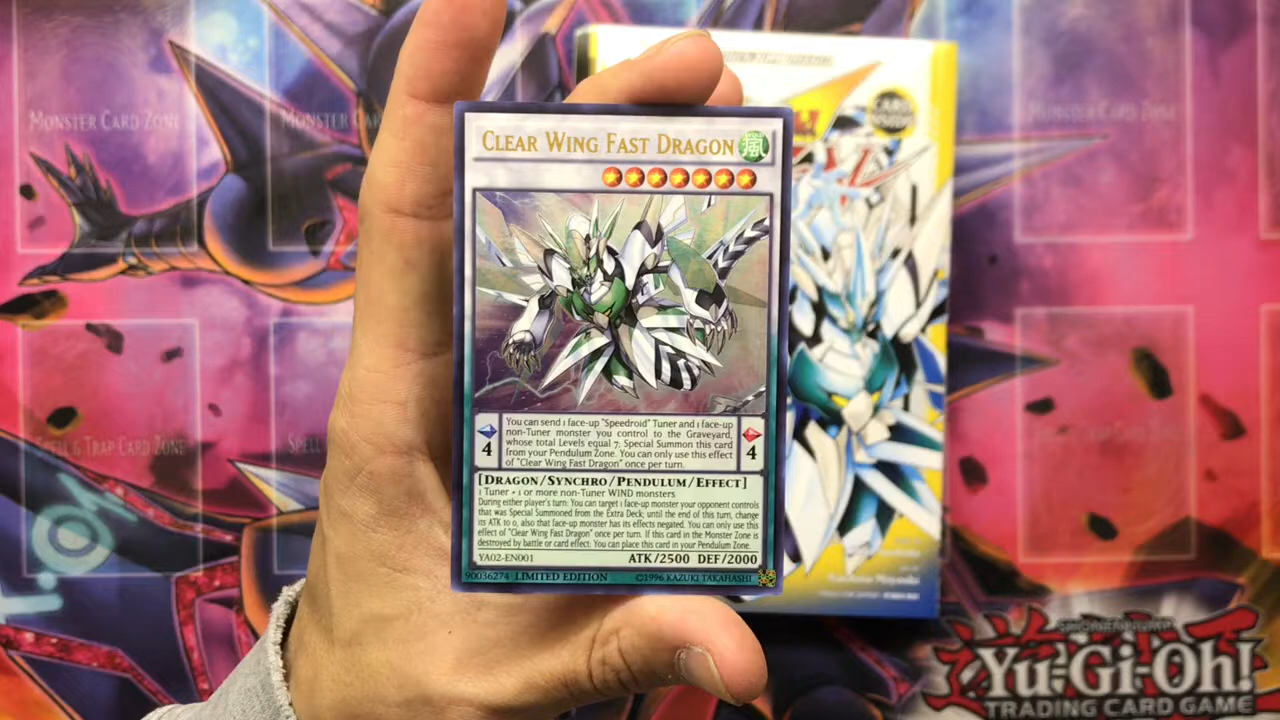 MONSTER CARD ZONE
MONSTER CA
CLEAR WING FAST DRAGON
風
4
You can send 1 face-up "Speedroid" Tuner and 1 face-up
non-Tuner monster you control to the Graveyard,
whose total Levels equal 7; Special Summon this card
from your Pendulum Zone. You can only use this effect
of "Clear Wing Fast Dragon" once per turn.
4
[DRAGON/SYNCHRO/PENDULUM/EFFECT]
1 Tuner + 1 or more non-Tuner WIND monsters
During either player's turn: You can target 1 face-up monster your opponent controls
that was Special Summoned from the Extra Deck; until the end of this turn, change
its ATK to 0, also that face-up monster has its effects negated. You can only use this
effect of "Clear Wing Fast Dragon" once per turn. If this card in the Monster Zone is
destroyed by battle or card effect: You can place this card in your Pendulum Zone.
YA02-EN001
ATK/2500 DEF/2000
90036274 LIMITED EDITION
©1996 KAZUKI TAKAHASHI
MONSTER CARD ZONE
SPELL & TRAP CARD ZONE
SPELL
.COM
Yu-Gi-Oh!
TRADING CARD GAME